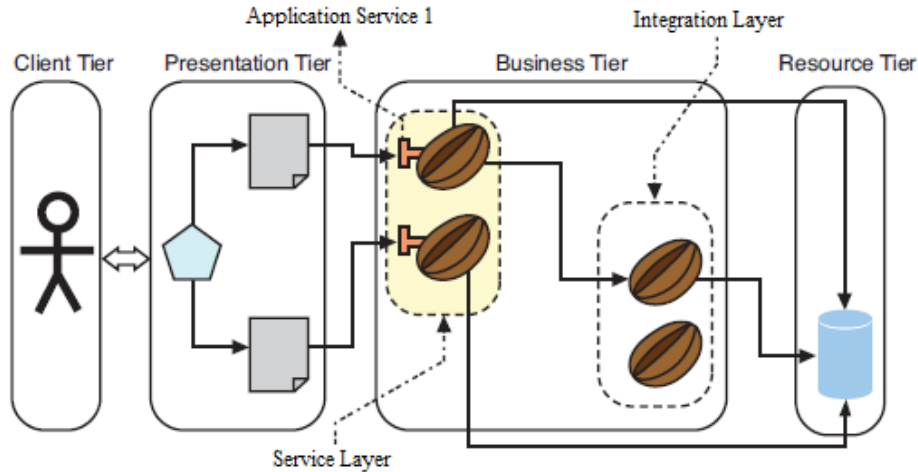 Application Service 1
Integration Layer
Client Tier
Presentation Tier
Business Tier
Resource Tier
Service Layer